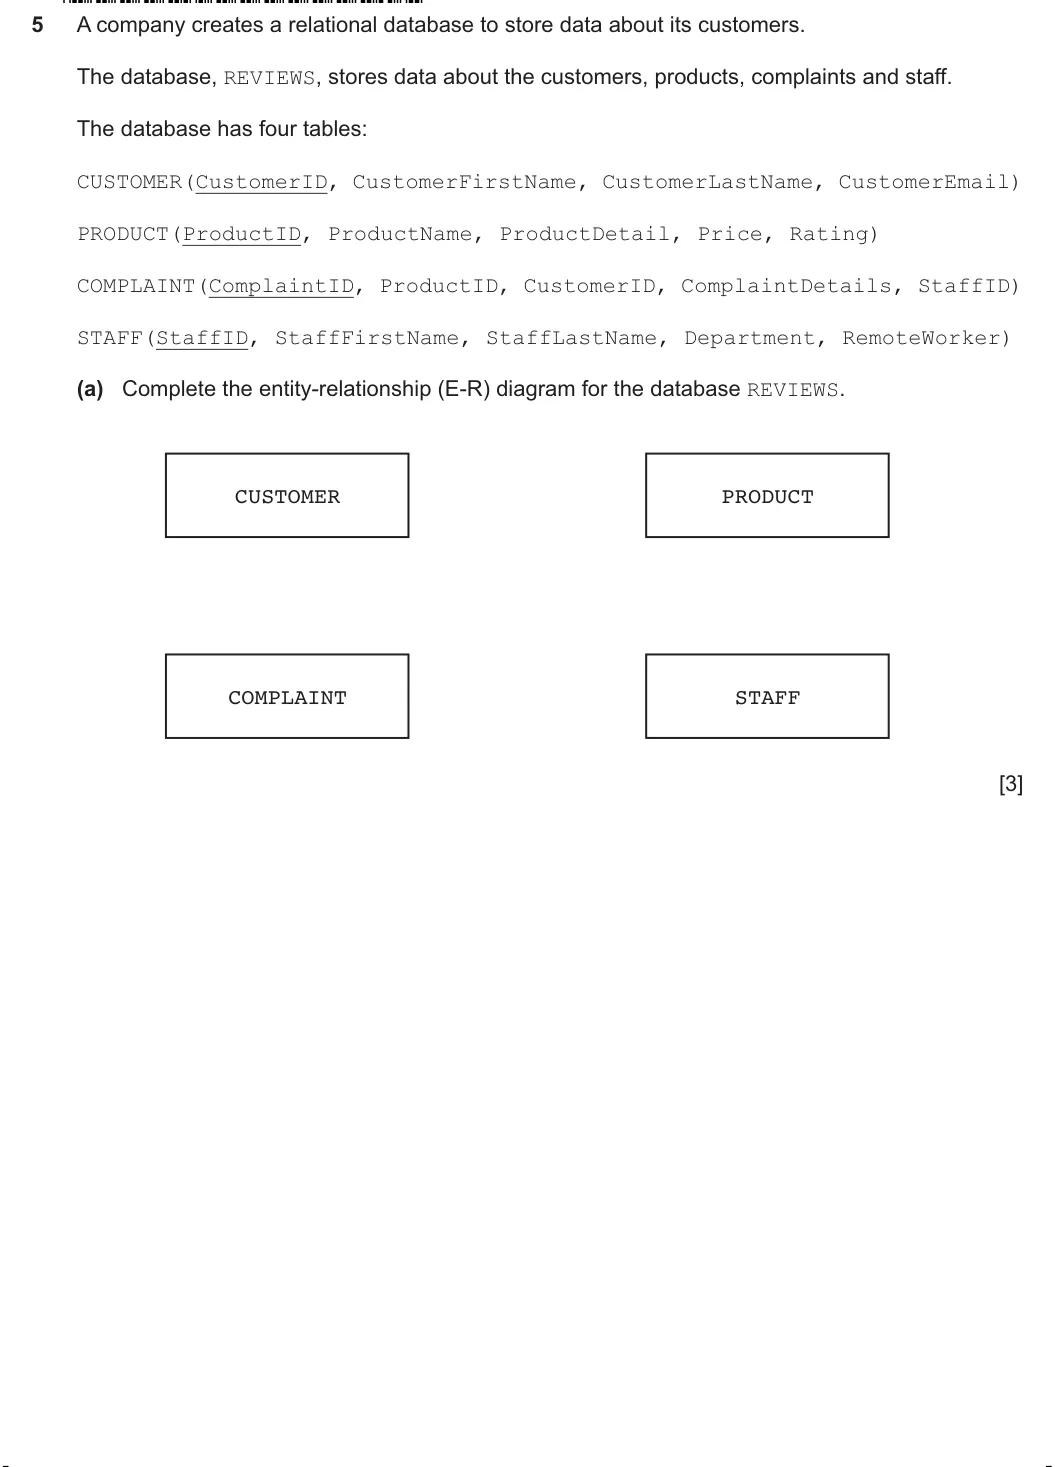 5 A company creates a relational database to store data about its customers.
The database, REVIEWS, stores data about the customers, products, complaints and staff.
The database has four tables:
CUSTOMER(CustomerID, CustomerFirstName, CustomerLastName, CustomerEmail)
PRODUCT(ProductID, ProductName, ProductDetail, Price, Rating)
COMPLAINT(ComplaintID, ProductID, CustomerID, ComplaintDetails, StaffID)
STAFF(StaffID, StaffFirstName, StaffLastName, Department, RemoteWorker)
(a) Complete the entity-relationship (E-R) diagram for the database REVIEWS.
CUSTOMER PRODUCT
COMPLAINT STAFF
[3]